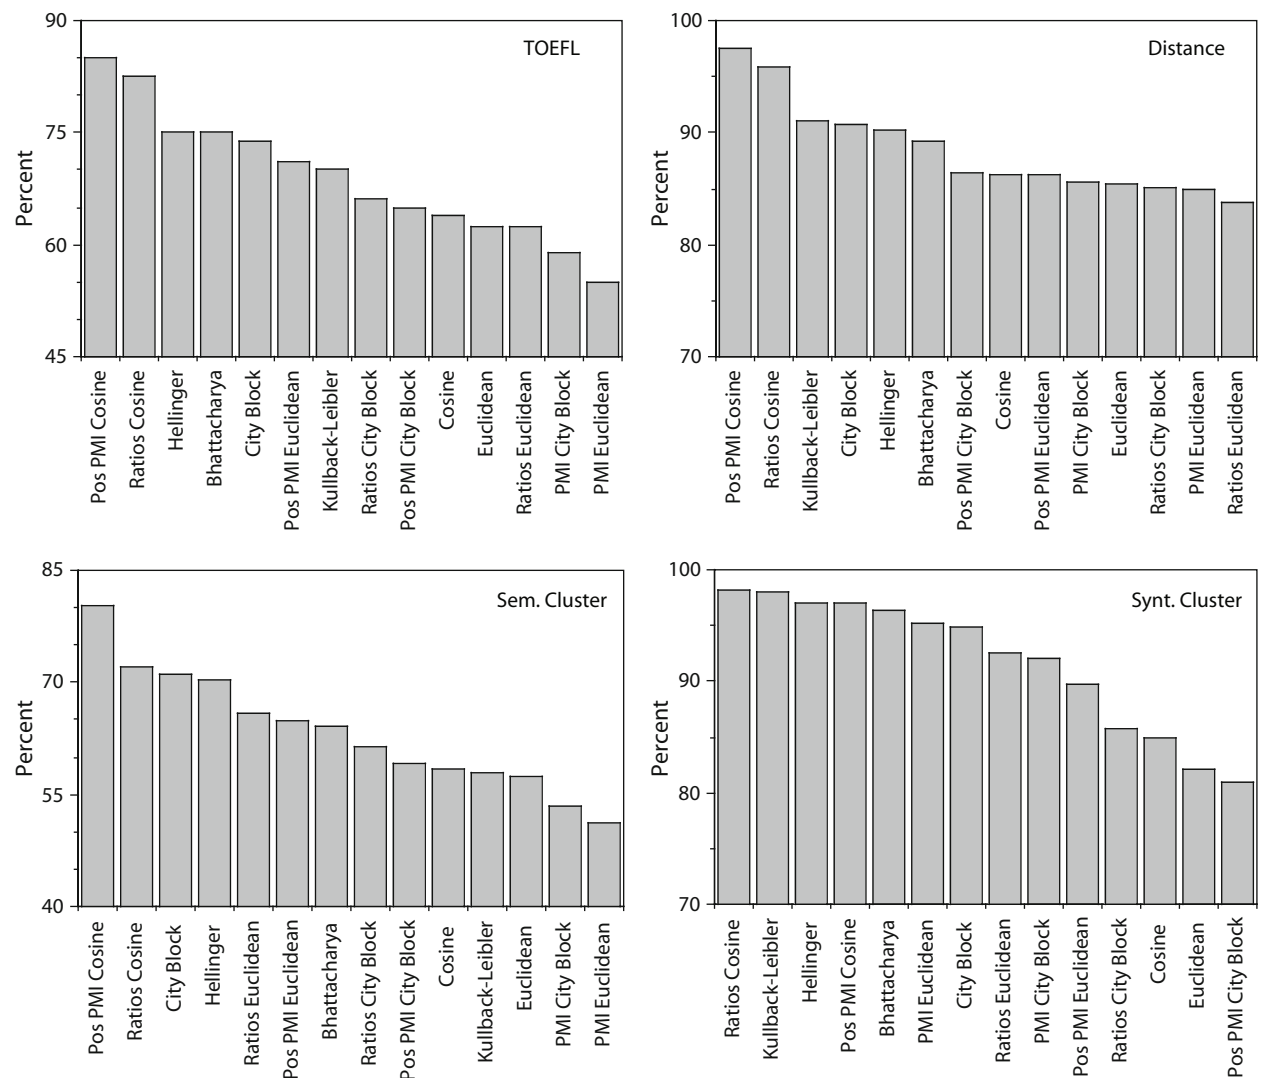 TOEFL
Percent
90
75
60
45
Pos PMI Cosine
Ratios Cosine
Hellinger
Bhattacharya
City Block
Pos PMI Euclidean
Kullback-Leibler
Ratios City Block
Pos PMI City Block
Cosine
Euclidean
Ratios Euclidean
PMI City Block
PMI Euclidean
Distance
Percent
100
90
80
70
Pos PMI Cosine
Ratios Cosine
Kullback-Leibler
City Block
Hellinger
Bhattacharya
Pos PMI City Block
Cosine
Pos PMI Euclidean
PMI City Block
Euclidean
Ratios City Block
PMI Euclidean
Ratios Euclidean
Sem. Cluster
Percent
85
70
55
40
Pos PMI Cosine
Ratios Cosine
City Block
Hellinger
Ratios Euclidean
Pos PMI Euclidean
Bhattacharya
Ratios City Block
Pos PMI City Block
Cosine
Kullback-Leibler
Euclidean
PMI City Block
PMI Euclidean
Synt. Cluster
Percent
100
90
80
70
Ratios Cosine
Kullback-Leibler
Hellinger
Pos PMI Cosine
Bhattacharya
PMI Euclidean
City Block
Ratios Euclidean
PMI City Block
Pos PMI Euclidean
Ratios City Block
Cosine
Euclidean
Pos PMI City Block